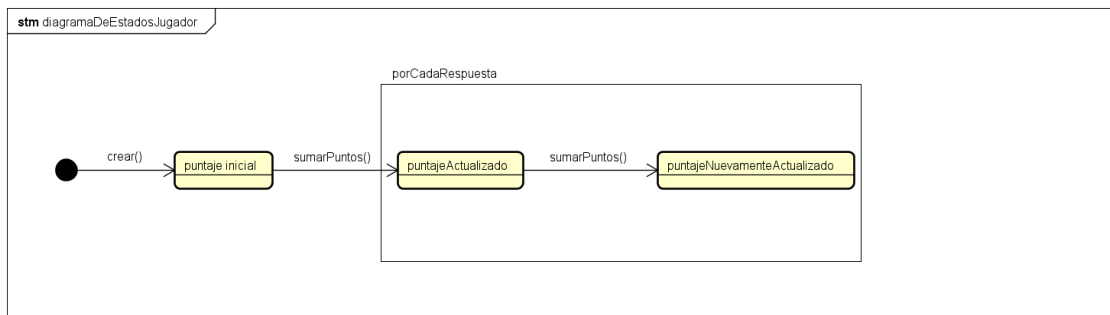 stm diagramaDeEstadosJugador
porCadaRespuesta
crear()
puntaje inicial
sumarPuntos()
puntajeActualizado
sumarPuntos()
puntajeNuevamenteActualizado